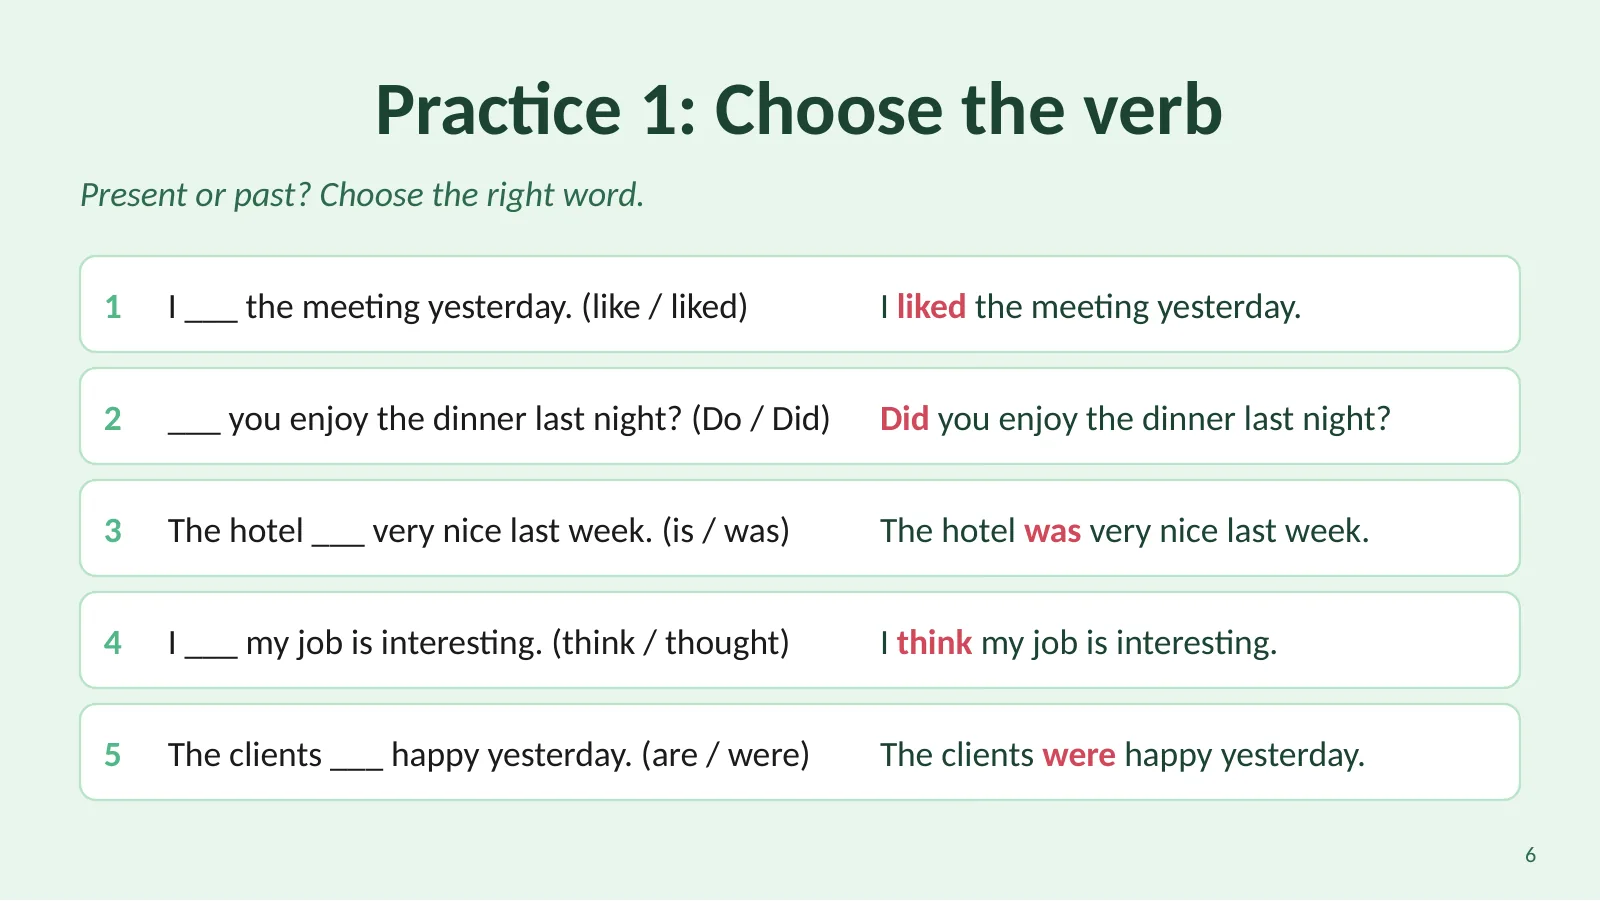 Practice 1: Choose the verb
Present or past? Choose the right word.
1 I ___ the meeting yesterday. (like / liked) I liked the meeting yesterday.
2 ___ you enjoy the dinner last night? (Do / Did) Did you enjoy the dinner last night?
3 The hotel ___ very nice last week. (is / was) The hotel was very nice last week.
4 I ___ my job is interesting. (think / thought) I think my job is interesting.
5 The clients ___ happy yesterday. (are / were) The clients were happy yesterday.
6